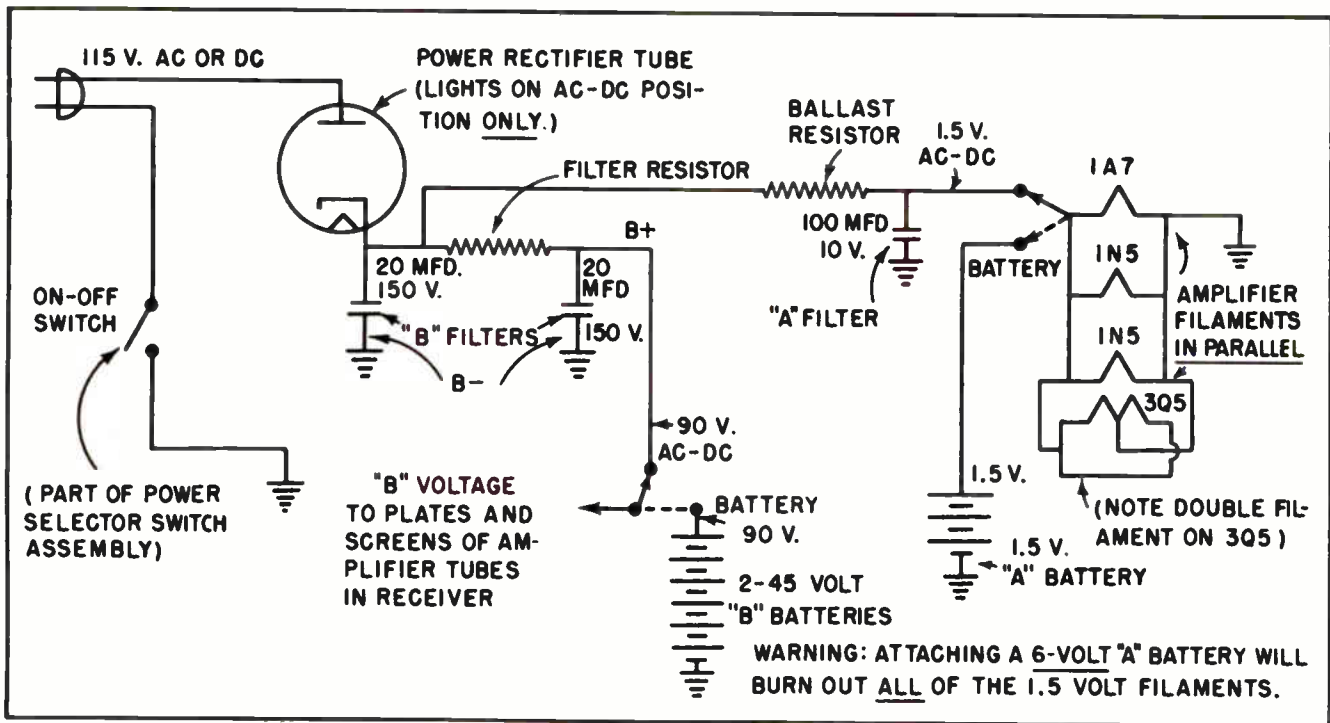 115 V. AC OR DC
POWER RECTIFIER TUBE
(LIGHTS ON AC-DC POSI-
TION ONLY.)
FILTER RESISTOR
BALLAST
RESISTOR
1.5 V.
AC-DC
1A7
B+
100 MFD
10 V.
BATTERY
1N5
"A" FILTER
AMPLIFIER
FILAMENTS
IN PARALLEL
1N5
3Q5
ON-OFF
SWITCH
20 MFD.
150 V.
20
MFD
150 V.
"B" FILTERS
B-
90 V.
AC-DC
(PART OF POWER
SELECTOR SWITCH
ASSEMBLY)
"B" VOLTAGE
TO PLATES AND
SCREENS OF AM-
PLIFIER TUBES
IN RECEIVER
BATTERY
90 V.
2-45 VOLT
"B" BATTERIES
1.5 V.
1.5 V.
"A" BATTERY
(NOTE DOUBLE FIL-
AMENT ON 3Q5)
WARNING: ATTACHING A 6-VOLT "A" BATTERY WILL
BURN OUT ALL OF THE 1.5 VOLT FILAMENTS.